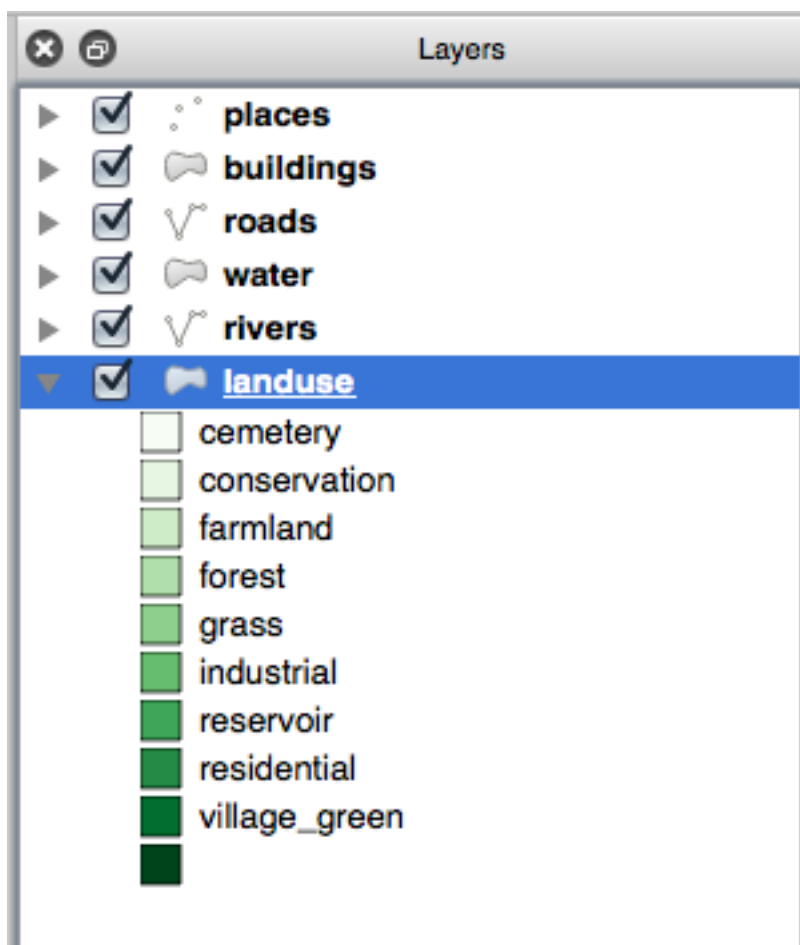 Layers
places
buildings
roads
water
rivers
landuse
cemetery
conservation
farmland
forest
grass
industrial
reservoir
residential
village_green